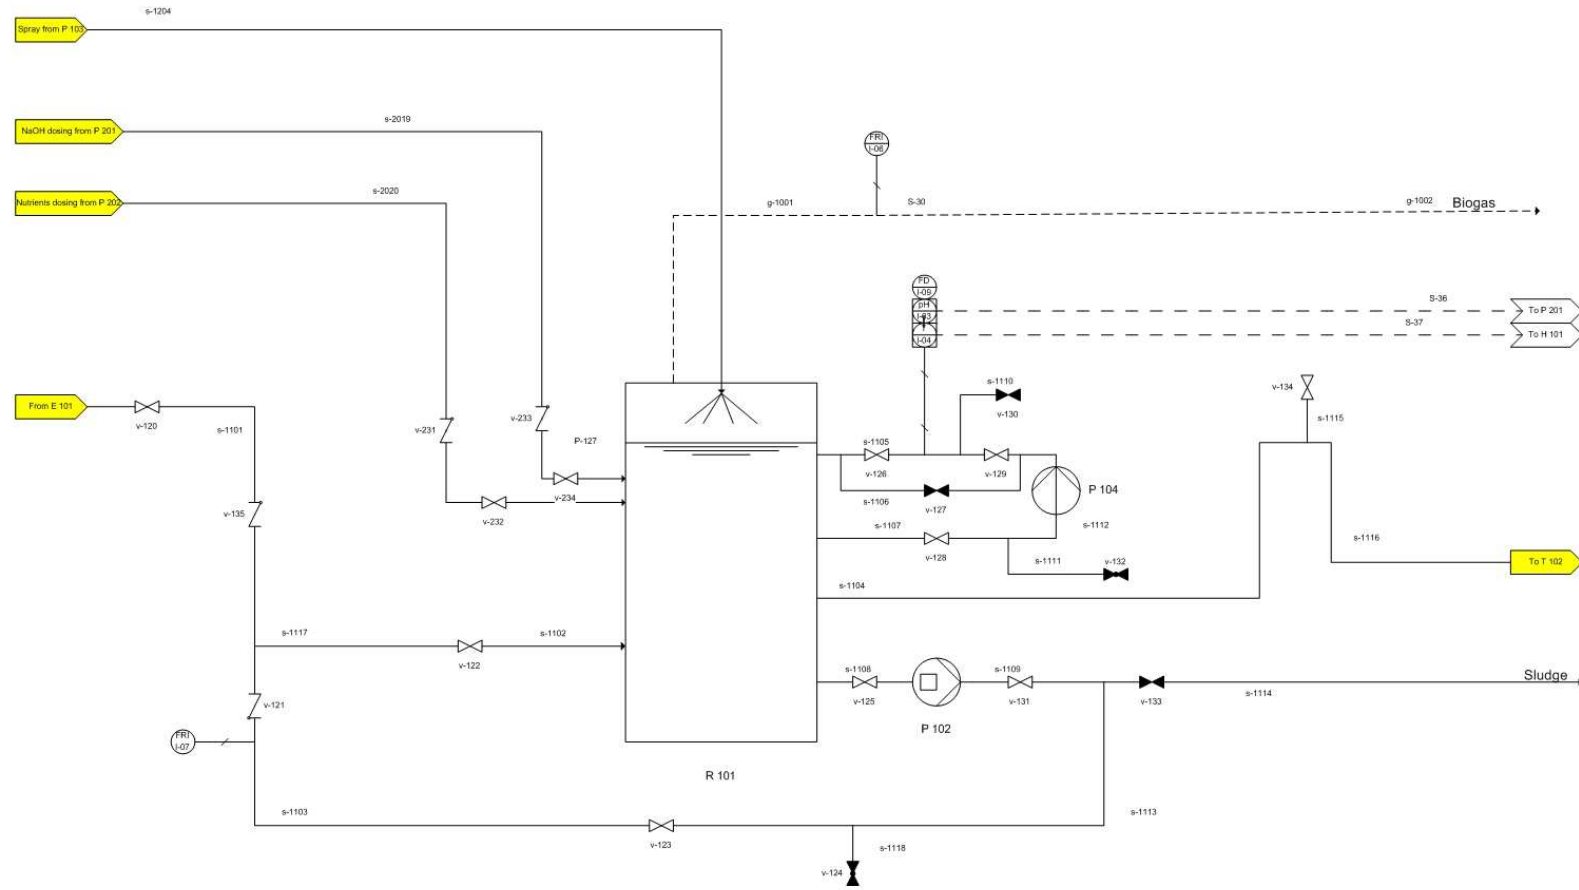 s-1204
Spray from P 103
s-2019
NaOH dosing from P 201
FRI
I-06
s-2020
Nutrients dosing from P 202
g-1001
S-30
g-1002
Biogas
FD
I-09
pH
I-03
I-04
S-36
To P 201
S-37
To H 101
From E 101
v-120
s-1101
v-231
v-233
P-127
s-1110
v-130
v-134
s-1115
s-1105
v-126
v-129
P 104
v-135
v-232
v-234
s-1106
v-127
s-1107
s-1112
v-128
s-1111
v-132
s-1116
To T 102
s-1104
s-1117
s-1102
v-122
s-1108
s-1109
Sludge
v-121
v-125
v-131
v-133
s-1114
P 102
FRI
I-07
R 101
s-1103
s-1113
v-123
s-1118
v-124